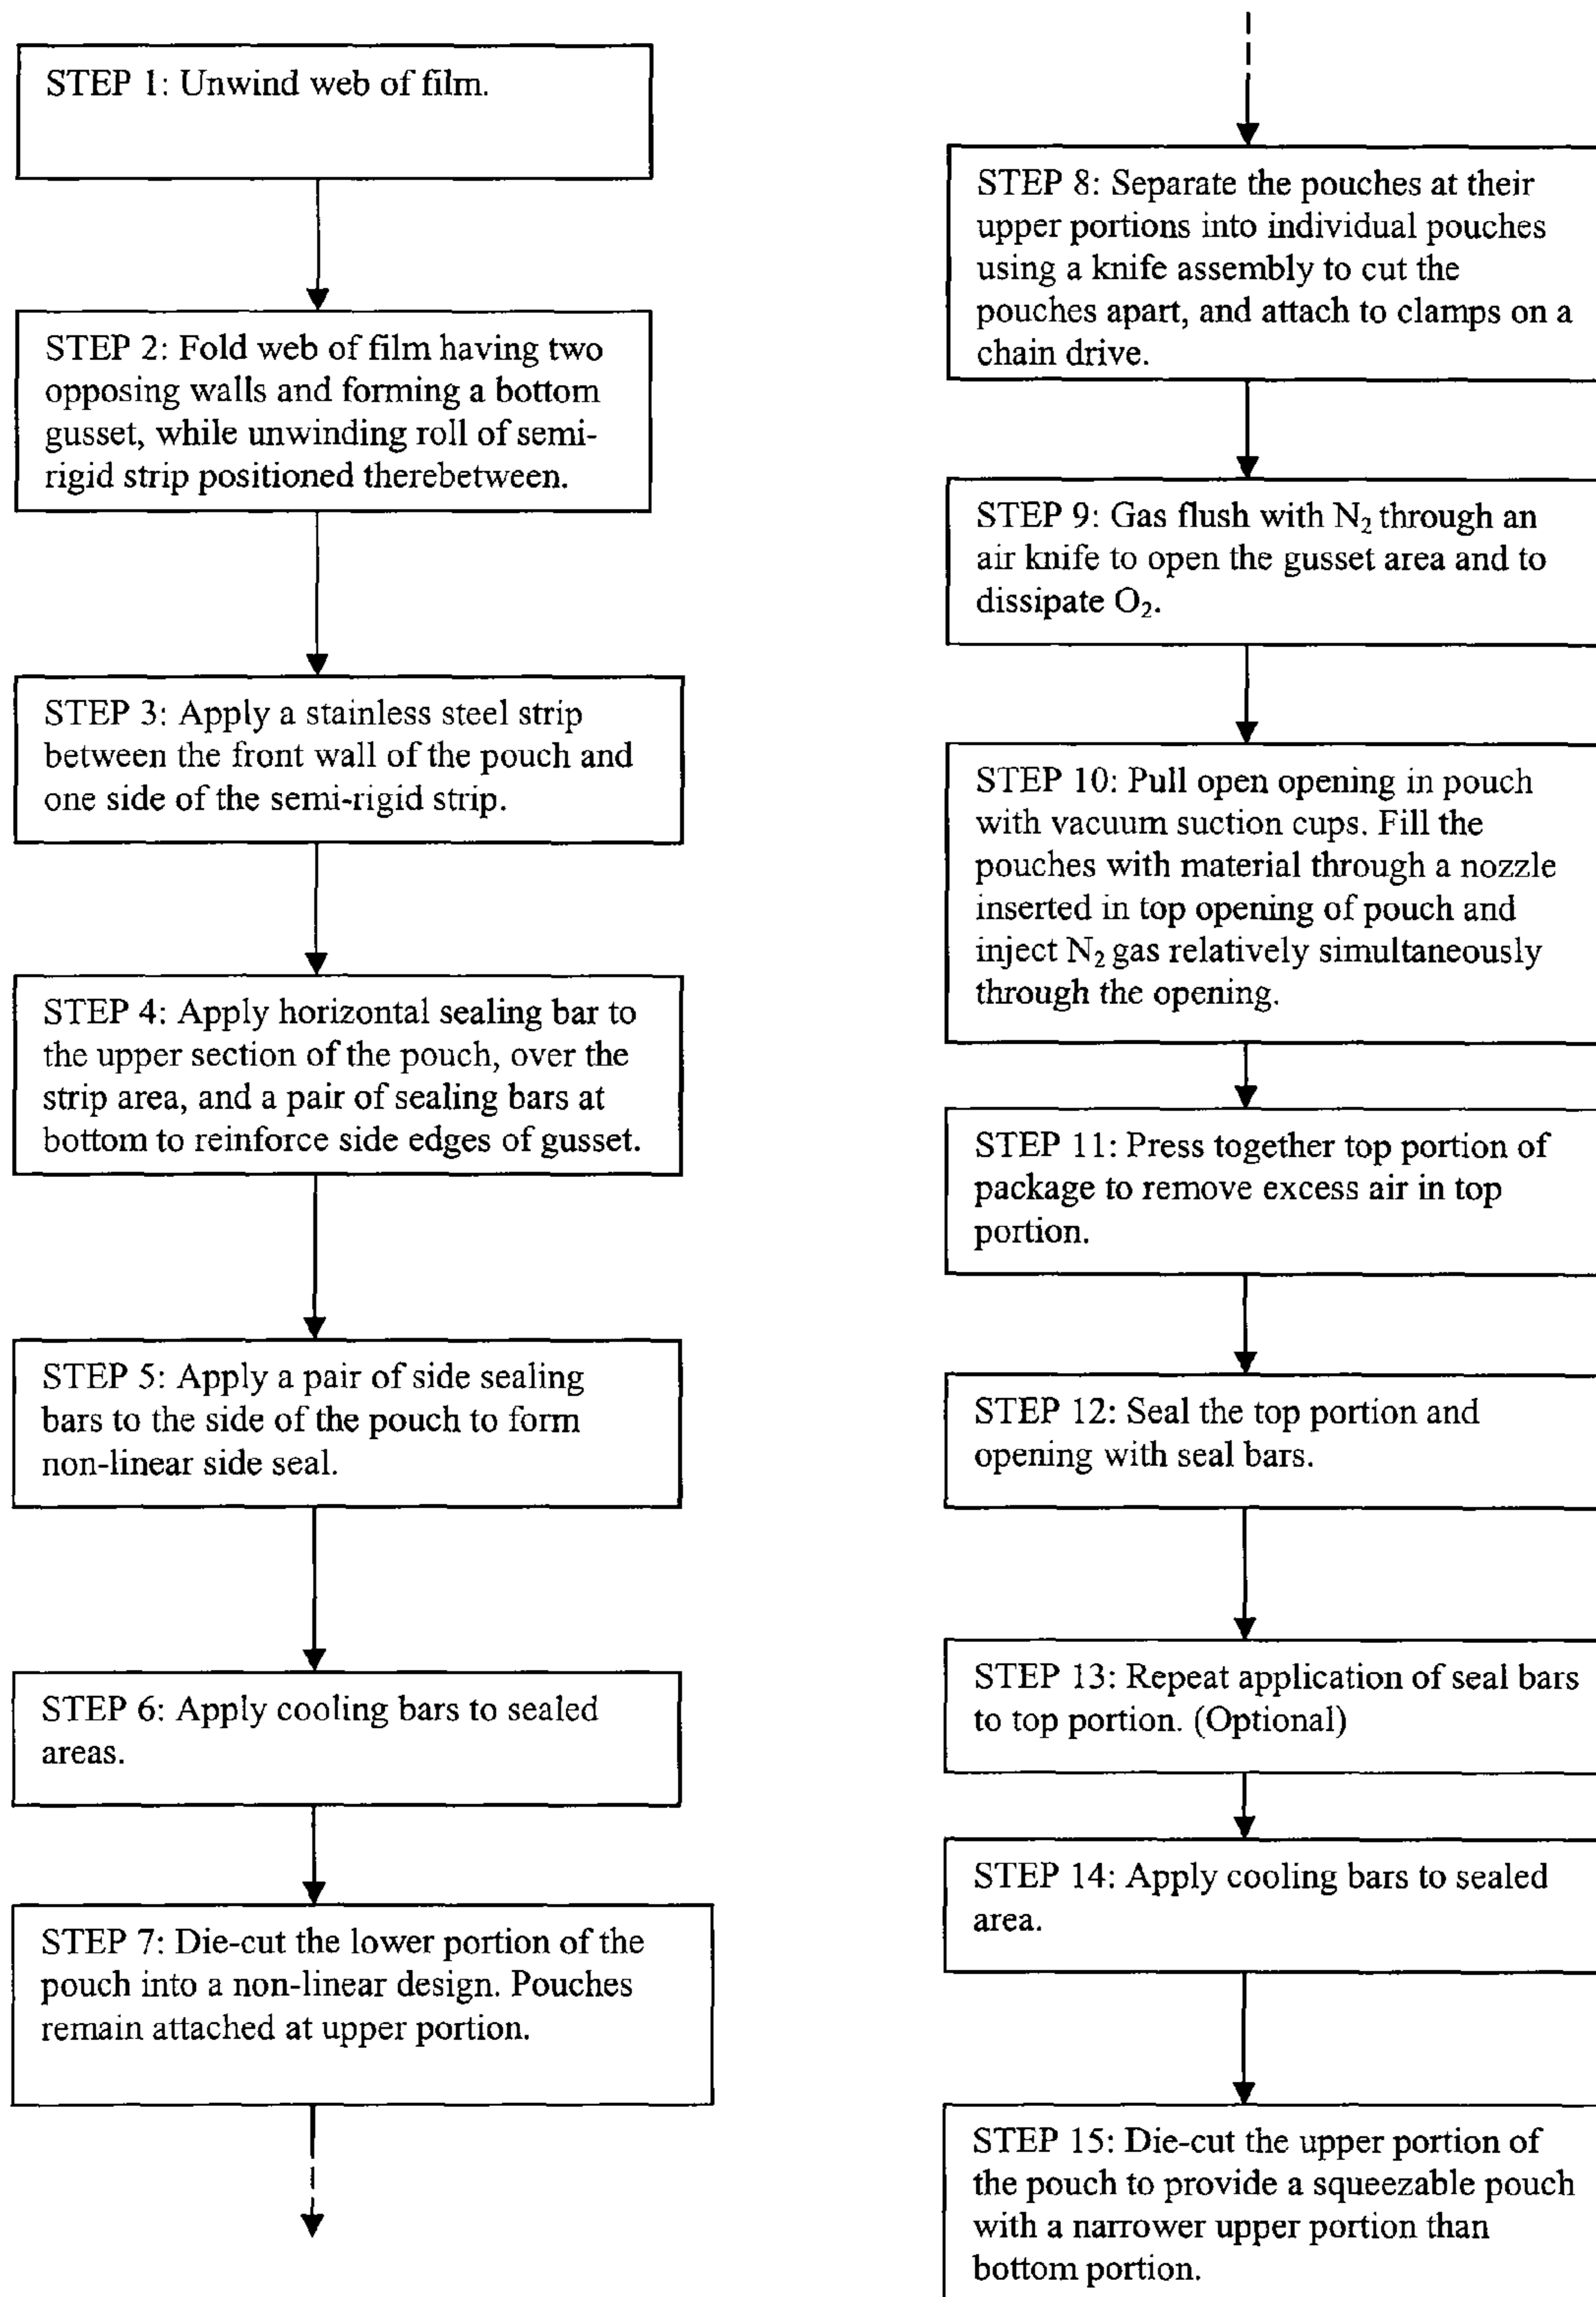 STEP 1: Unwind web of film.
STEP 2: Fold web of film having two
opposing walls and forming a bottom
gusset, while unwinding roll of semi-
rigid strip positioned therebetween.
STEP 3: Apply a stainless steel strip
between the front wall of the pouch and
one side of the semi-rigid strip.
STEP 4: Apply horizontal sealing bar to
the upper section of the pouch, over the
strip area, and a pair of sealing bars at
bottom to reinforce side edges of gusset.
STEP 5: Apply a pair of side sealing
bars to the side of the pouch to form
non-linear side seal.
STEP 6: Apply cooling bars to sealed
areas.
STEP 7: Die-cut the lower portion of the
pouch into a non-linear design. Pouches
remain attached at upper portion.
STEP 8: Separate the pouches at their
upper portions into individual pouches
using a knife assembly to cut the
pouches apart, and attach to clamps on a
chain drive.
STEP 9: Gas flush with N₂ through an
air knife to open the gusset area and to
dissipate O₂.
STEP 10: Pull open opening in pouch
with vacuum suction cups. Fill the
pouches with material through a nozzle
inserted in top opening of pouch and
inject N₂ gas relatively simultaneously
through the opening.
STEP 11: Press together top portion of
package to remove excess air in top
portion.
STEP 12: Seal the top portion and
opening with seal bars.
STEP 13: Repeat application of seal bars
to top portion. (Optional)
STEP 14: Apply cooling bars to sealed
area.
STEP 15: Die-cut the upper portion of
the pouch to provide a squeezable pouch
with a narrower upper portion than
bottom portion.